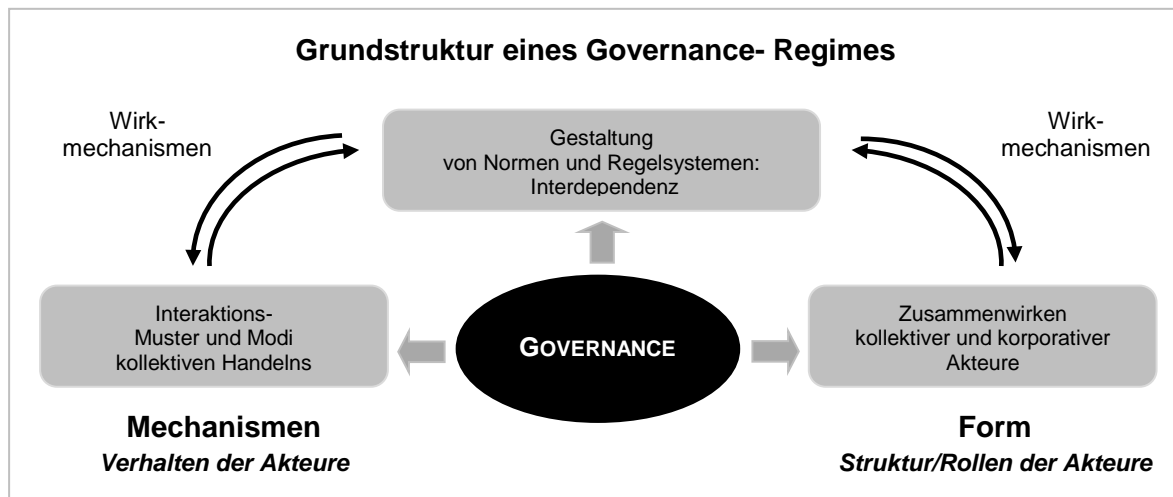 Grundstruktur eines Governance- Regimes
Wirk-
mechanismen
Gestaltung
von Normen und Regelsystemen:
Interdependenz
Wirk-
mechanismen
Interaktions-
Muster und Modi
kollektiven Handelns
GOVERNANCE
Zusammenwirken
kollektiver und korporativer
Akteure
Mechanismen
Verhalten der Akteure
Form
Struktur/Rollen der Akteure